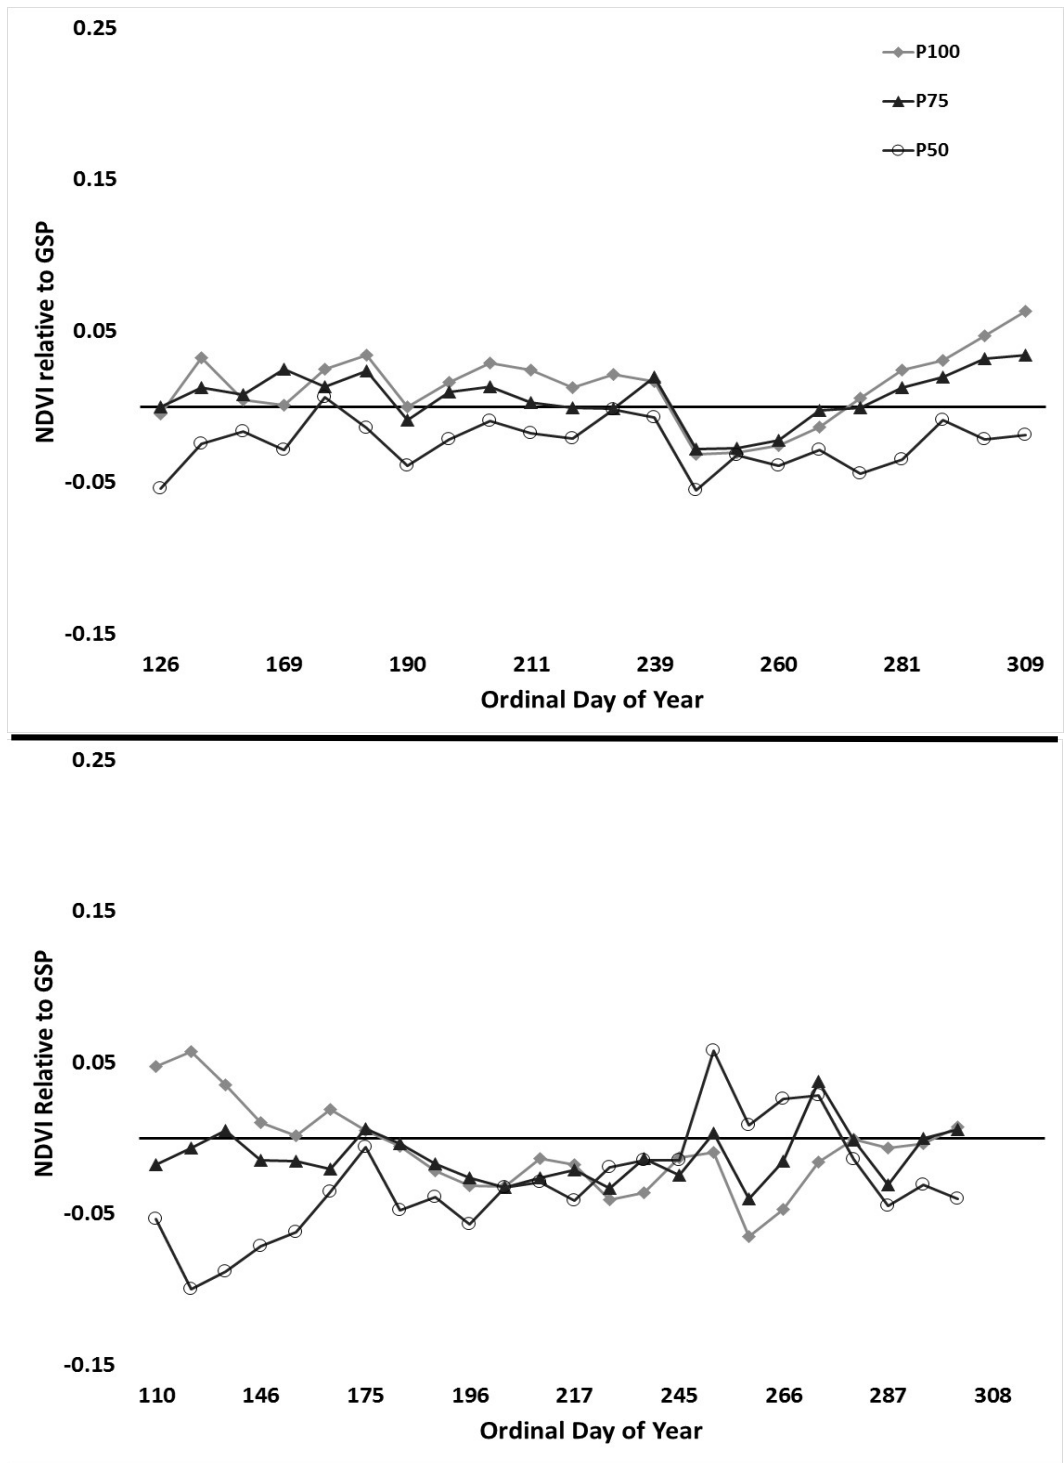 0.25
P100
P75
P50
0.15
0.05
-0.05
-0.15
NDVI relative to GSP
126 169 190 211 239 260 281 309
Ordinal Day of Year
0.25
0.15
0.05
-0.05
-0.15
NDVI Relative to GSP
110 146 175 196 217 245 266 287 308
Ordinal Day of Year